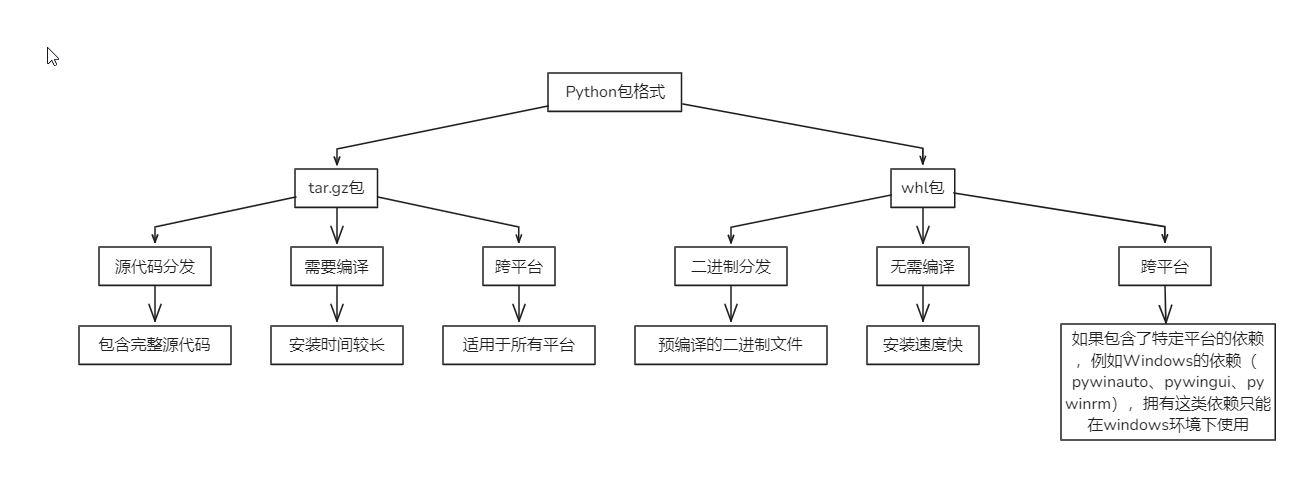 Python包格式
tar.gz包
whl包
源代码分发
需要编译
跨平台
二进制分发
无需编译
跨平台
包含完整源代码
安装时间较长
适用于所有平台
预编译的二进制文件
安装速度快
如果包含了特定平台的依赖
，例如Windows的依赖（
pywinauto、pywingui、py
winrm），拥有这类依赖只能
在windows环境下使用